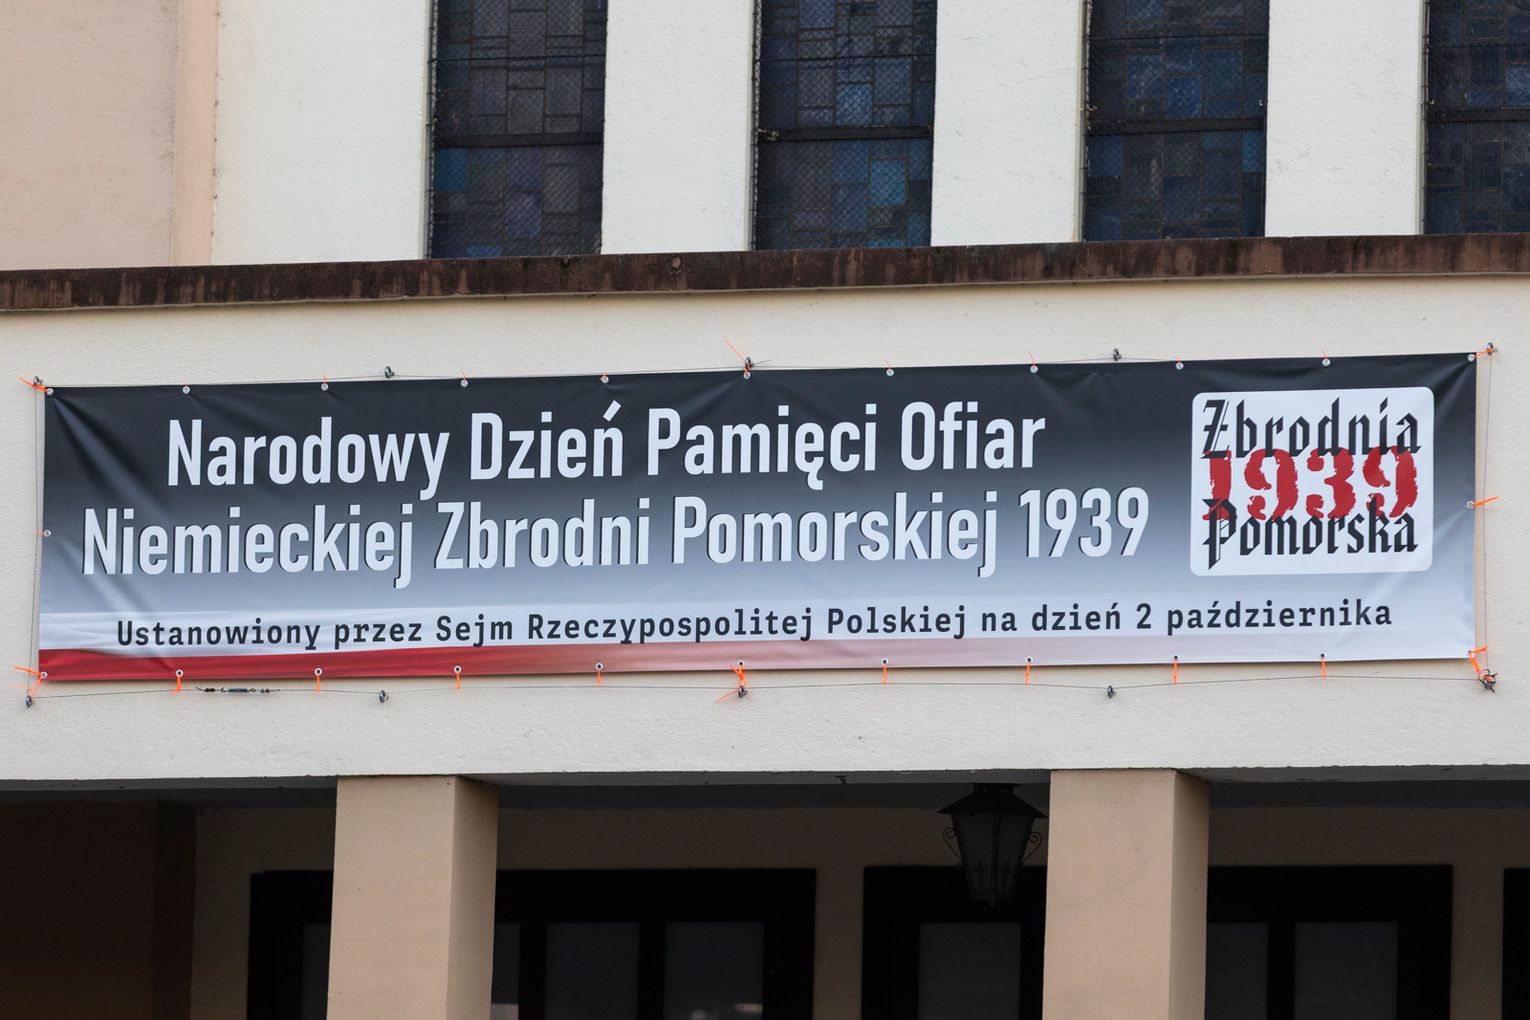 Narodowy Dzień Pamięci Ofiar
Niemieckiej Zbrodni Pomorskiej 1939
Ustanowiony przez Sejm Rzeczypospolitej Polskiej na dzień 2 października
Zbrodnia
1939
Pomorska